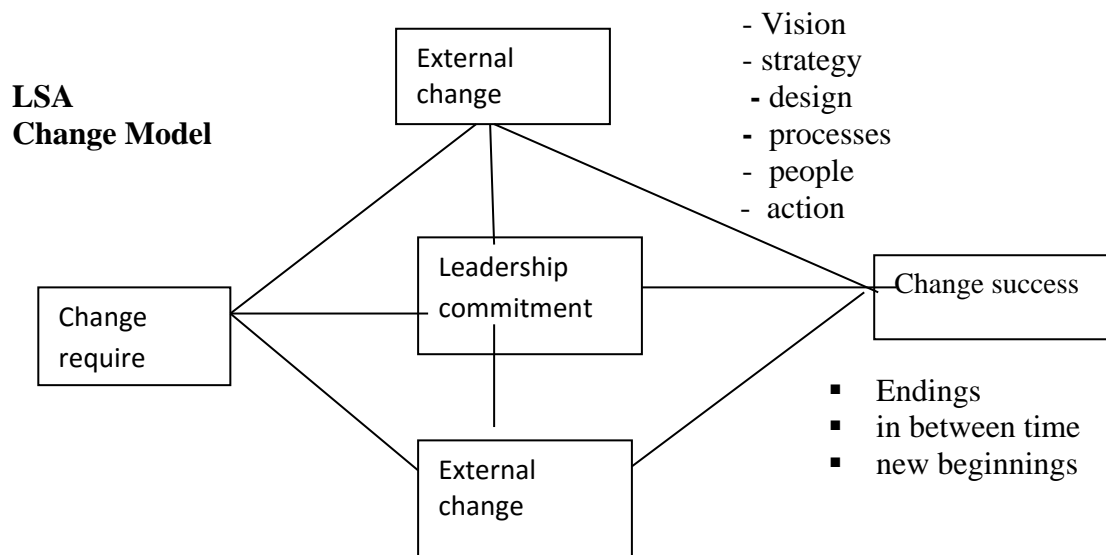 LSA
Change Model
External
change
- Vision
- strategy
- design
- processes
- people
- action
Leadership
commitment
Change success
Change
require
▪ Endings
▪ in between time
▪ new beginnings
External
change